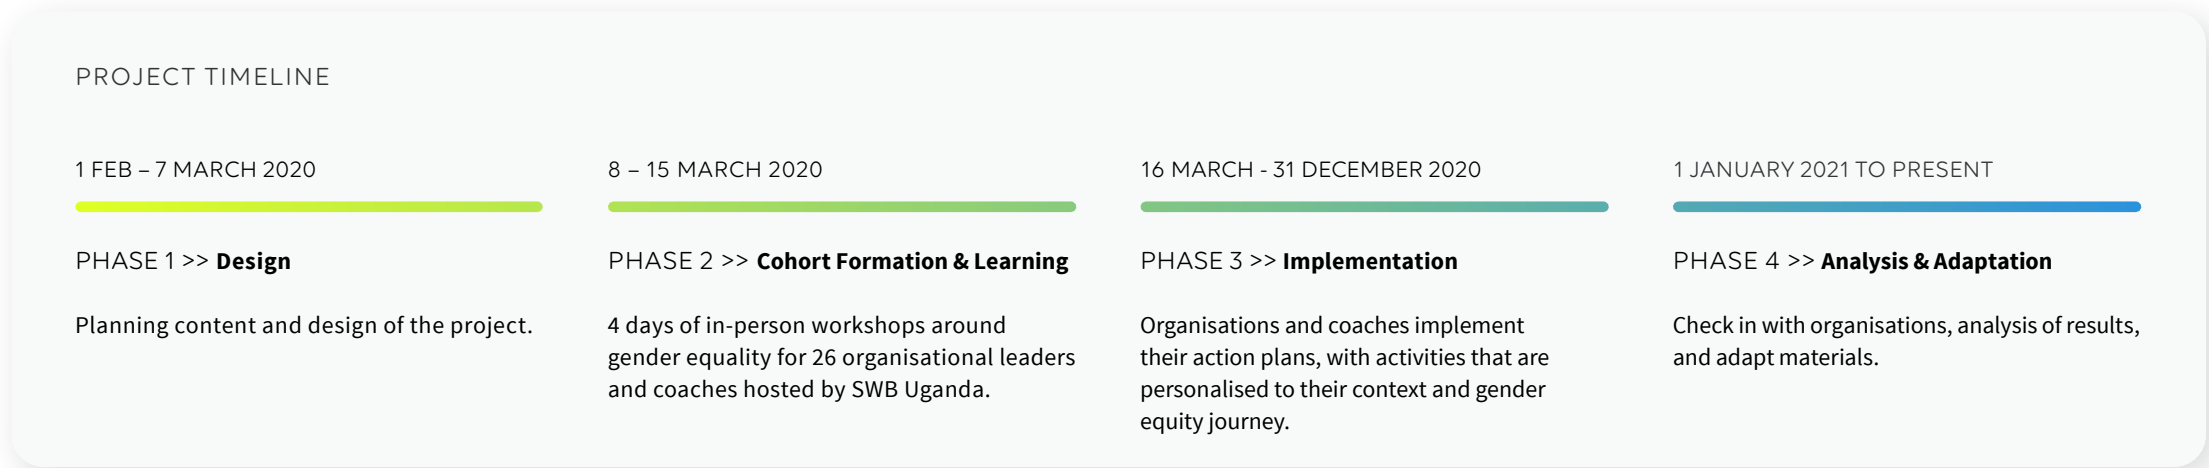 PROJECT TIMELINE
1 FEB – 7 MARCH 2020
PHASE 1 >> Design
Planning content and design of the project.
8 – 15 MARCH 2020
PHASE 2 >> Cohort Formation & Learning
4 days of in-person workshops around
gender equality for 26 organisational leaders
and coaches hosted by SWB Uganda.
16 MARCH - 31 DECEMBER 2020
PHASE 3 >> Implementation
Organisations and coaches implement
their action plans, with activities that are
personalised to their context and gender
equity journey.
1 JANUARY 2021 TO PRESENT
PHASE 4 >> Analysis & Adaptation
Check in with organisations, analysis of results,
and adapt materials.